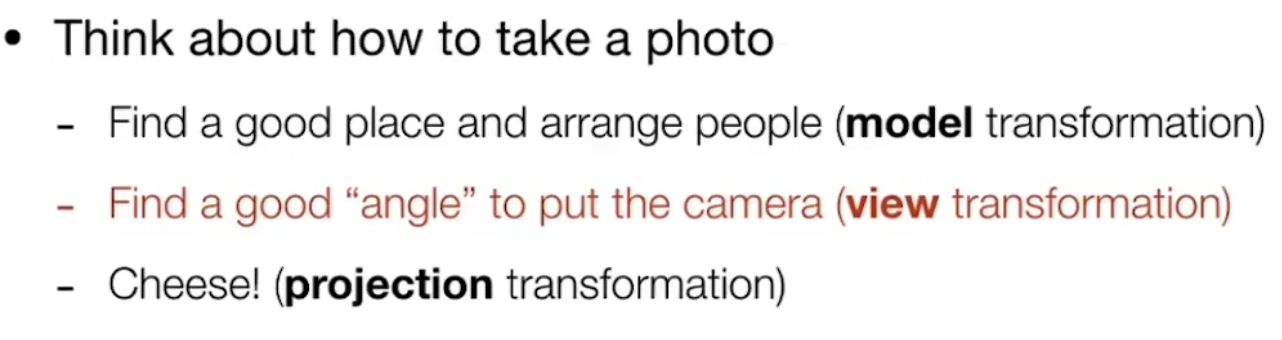 • Think about how to take a photo
- Find a good place and arrange people (model transformation)
- Find a good “angle” to put the camera (view transformation)
- Cheese! (projection transformation)